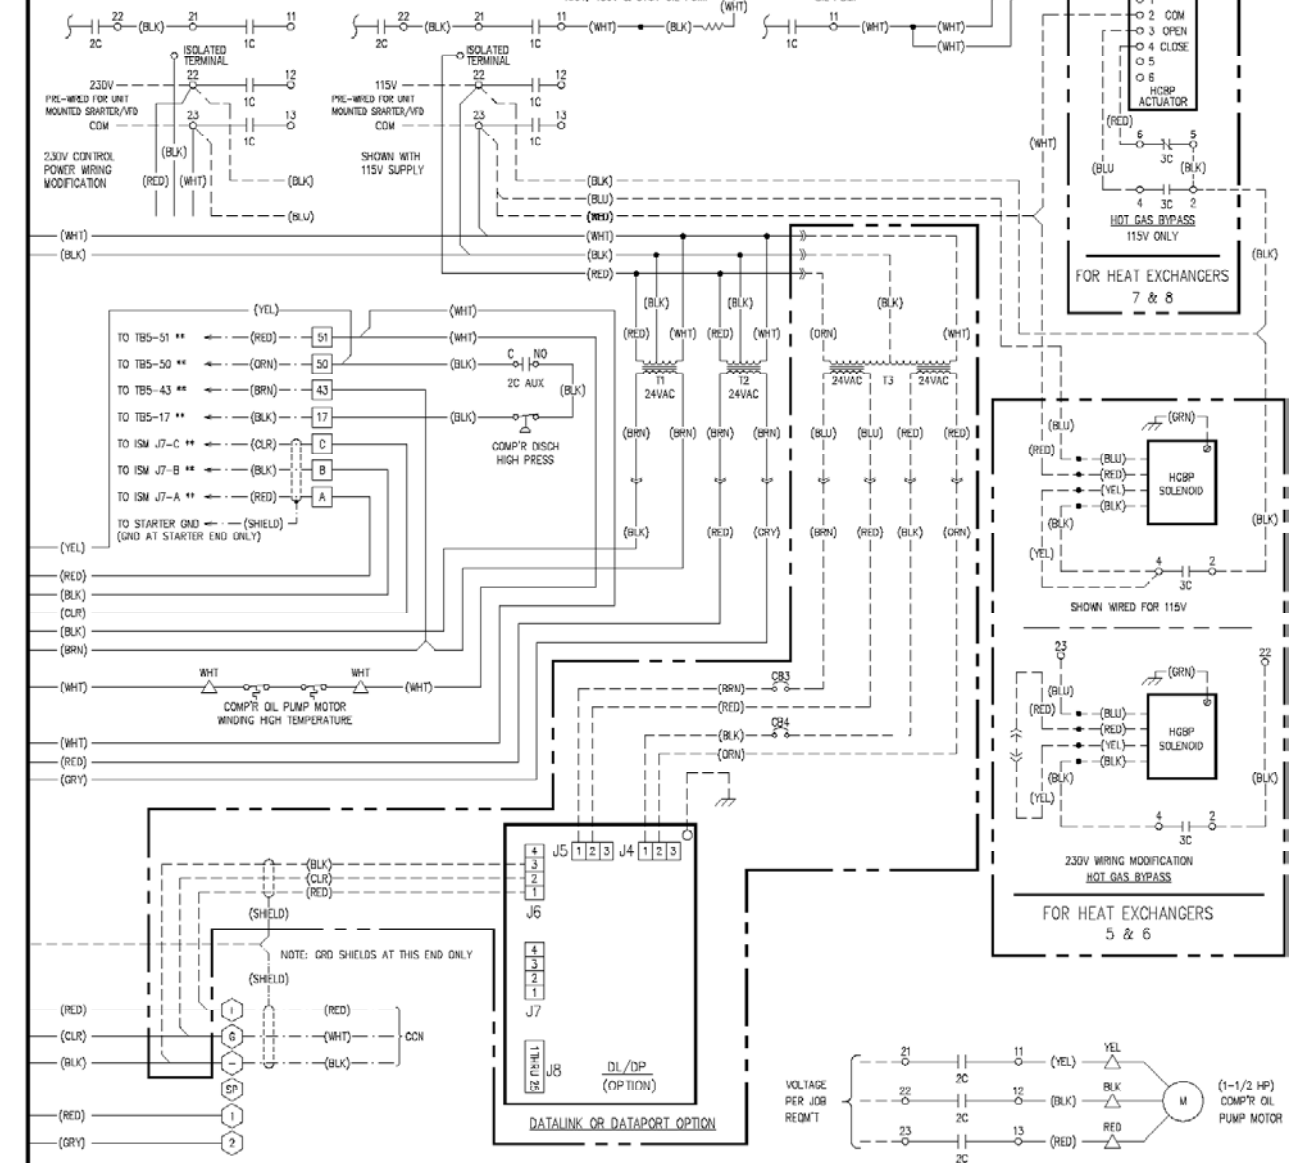 (WHT)
22 21 11
(BLK)
2C 1C
22 21 11
(BLK) (WHT) (BLK)
2C 1C
11
(WHT) (WHT)
(WHT)
1C
ISOLATED
TERMINAL
230V
22 12
1C
PRE-WIRED FOR UNIT
MOUNTED SRARTER/VFD
COM
23 13
1C
230V CONTROL
POWER WIRING
MODIFICATION
(BLK)
(RED) (WHT)
(BLK)
(BLU)
ISOLATED
TERMINAL
115V
22 12
1C
PRE-WIRED FOR UNIT
MOUNTED SRARTER/VFD
COM
23 13
1C
SHOWN WITH
115V SUPPLY
(BLK)
(BLU)
(WHT)
(BLK)
(WHT)
(BLK)
(RED)
1
2 COM
3 OPEN
4 CLOSE
5
6
HGBP
ACTUATOR
(RED)
(WHT)
6 5
3C
(BLU (BLK)
4 3C 2
HOT GAS BYPASS
115V ONLY
(BLK)
FOR HEAT EXCHANGERS
7 & 8
(YEL) (WHT)
TO TB5-51 ** (RED) 51 (WHT)
TO TB5-50 ** (ORN) 50 (BLK)
C NO
2C AUX
(BLK)
TO TB5-43 ** (BRN) 43
TO TB5-17 ** (BLK) 17 (BLK)
COMP'R DISCH
HIGH PRESS
TO ISM J7-C ** (CLR) C
TO ISM J7-B ** (BLK) B
TO ISM J7-A ** (RED) A
TO STARTER GND (SHIELD)
(GND AT STARTER END ONLY)
(BLK) (BLK) (BLK)
(RED) (WHT) (RED) (WHT) (ORN) (WHT)
T1
24VAC
T2
24VAC
24VAC T3 24VAC
(BRN) (BRN) (BRN) (BRN) (BLU) (BLU) (RED) (RED)
(BLK) (RED) (GRY) (BRN) (RED) (BLK) (ORN)
(YEL)
(RED)
(BLK)
(CLR)
(BLK)
(BRN)
(WHT) WHT WHT (WHT)
COMP'R OIL PUMP MOTOR
WINDING HIGH TEMPERATURE
(WHT)
(RED)
(GRY)
(BRN) CB3
(RED)
(BLK) CB4
(ORN)
(GRN)
(BLU)
(RED)
(BLU)
(RED)
(YEL)
(BLK)
HGBP
SOLENOID
(BLK)
(YEL)
(BLK)
4 2
3C
SHOWN WIRED FOR 115V
23 22
(GRN)
(BLU)
(RED)
(BLU)
(RED)
(YEL)
(BLK)
HGBP
SOLENOID
(BLK)
(YEL)
(BLK)
4 2
3C
230V WIRING MODIFICATION
HOT GAS BYPASS
FOR HEAT EXCHANGERS
5 & 6
J5 1 2 3 J4 1 2 3
4
3
2
1
J6
4
3
2
1
J7
1 THRU 25
J8
DL/DP
(OPTION)
DATALINK OR DATAPORT OPTION
(BLK)
(CLR)
(RED)
(SHIELD)
NOTE: GRD SHIELDS AT THIS END ONLY
(SHIELD)
(RED) (RED)
(CLR) G (WHT) CCN
(BLK) - (BLK)
SP
(RED) 1
(GRY) 2
VOLTAGE
PER JOB
REQM'T
21 11 (YEL) YEL
2C
22 12 (BLK) BLK
2C
23 13 (RED) RED
2C
M
(1-1/2 HP)
COMP'R OIL
PUMP MOTOR